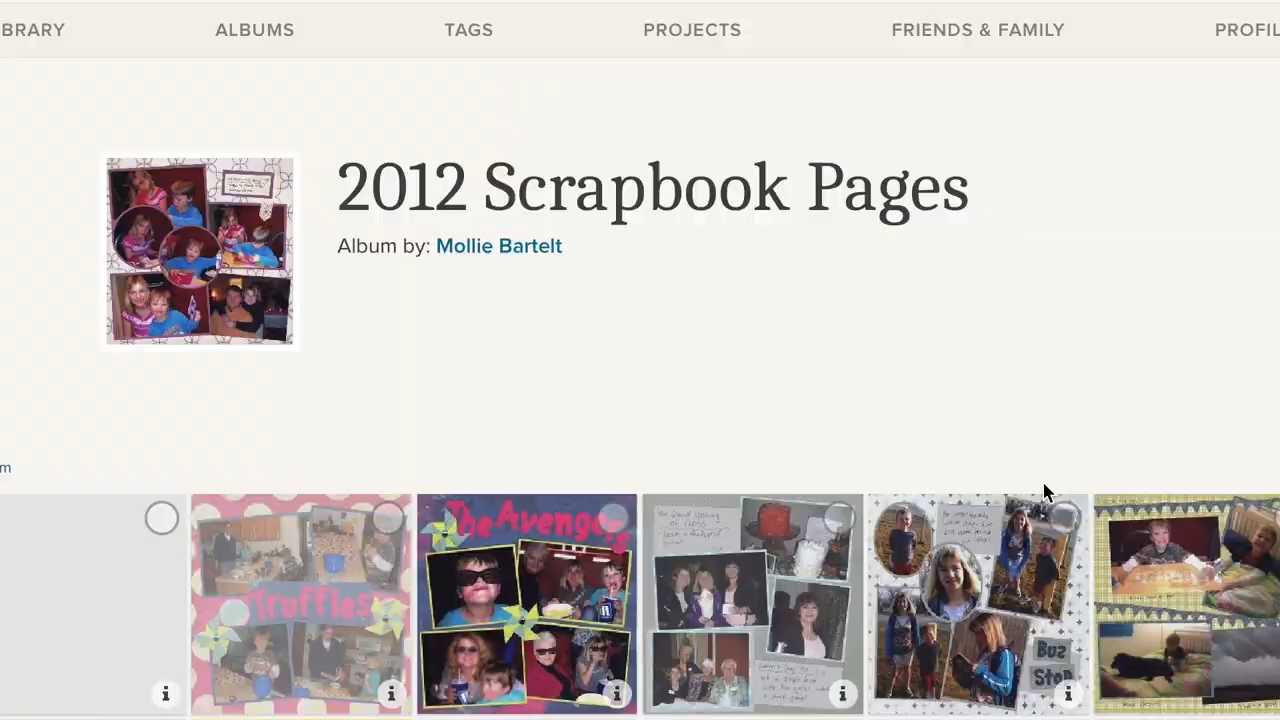 BRARY ALBUMS TAGS PROJECTS FRIENDS & FAMILY PROFIL
2012 Scrapbook Pages
Album by: Mollie Bartelt
m
The Avengers
Truffles
Bus
Stop